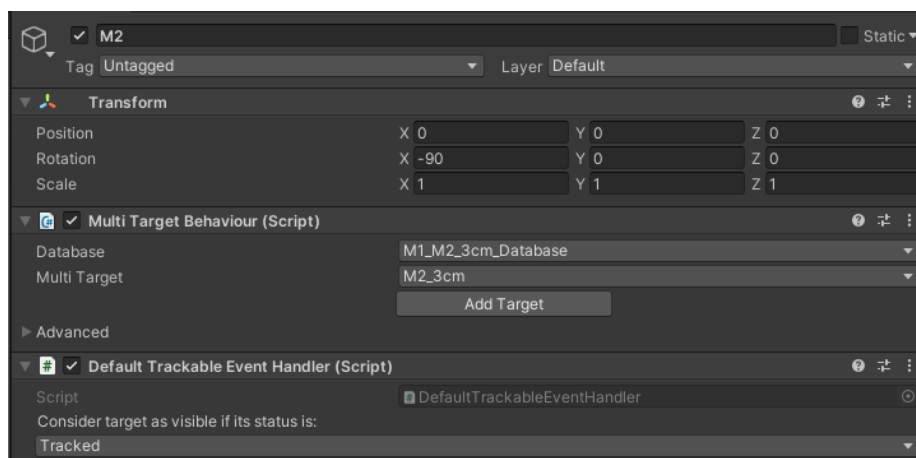 M2 Static
Tag Untagged Layer Default
Transform
Position X 0 Y 0 Z 0
Rotation X -90 Y 0 Z 0
Scale X 1 Y 1 Z 1
Multi Target Behaviour (Script)
Database M1_M2_3cm_Database
Multi Target M2_3cm
Add Target
Advanced
# Default Trackable Event Handler (Script)
Script DefaultTrackableEventHandler
Consider target as visible if its status is:
Tracked